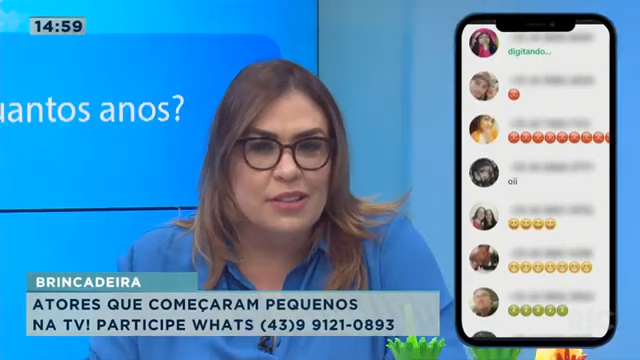 14:59
uantos anos?
digitando...
oii
BRINCADEIRA
ATORES QUE COMEÇARAM PEQUENOS
NA TV! PARTICIPE WHATS (43)9 9121-0893